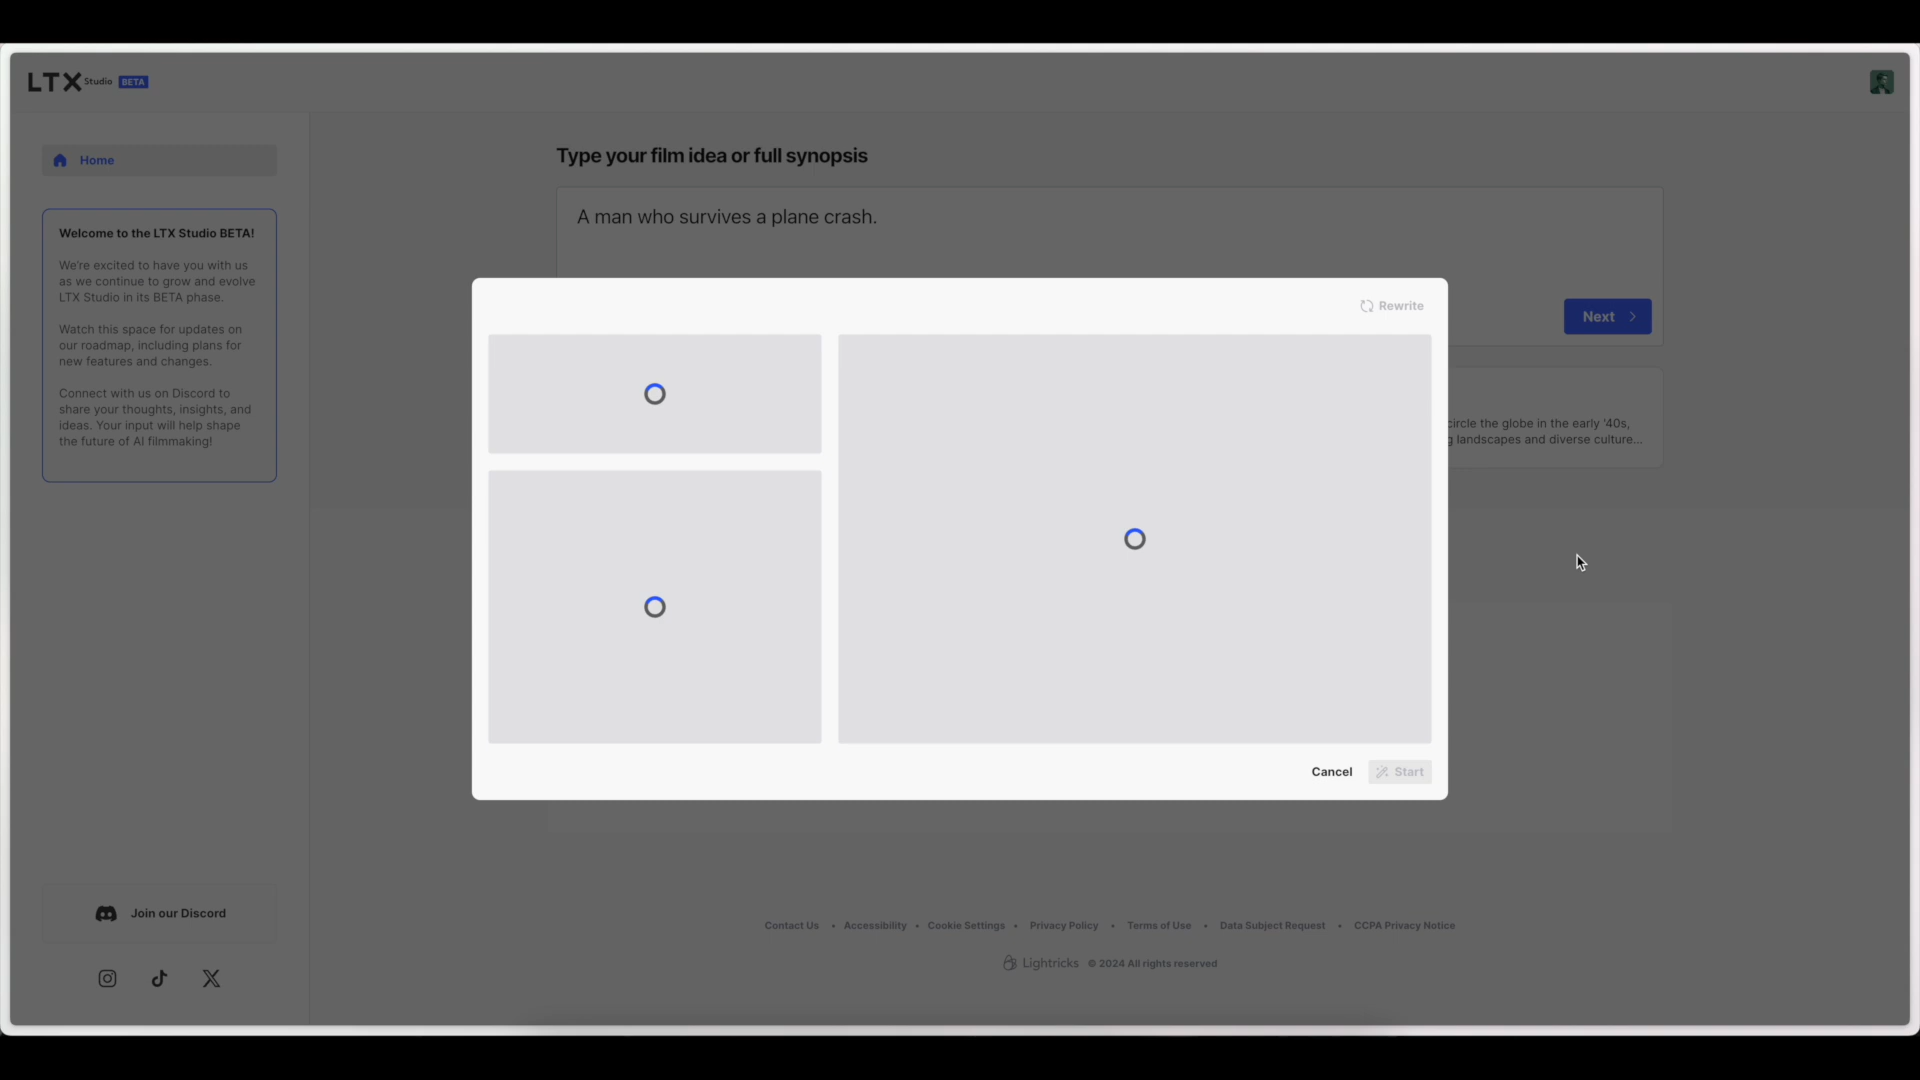 LTX Studio BETA
Home
Welcome to the LTX Studio BETA!
We're excited to have you with us
as we continue to grow and evolve
LTX Studio in its BETA phase.
Watch this space for updates on
our roadmap, including plans for
new features and changes.
Connect with us on Discord to
share your thoughts, insights, and
ideas. Your input will help shape
the future of AI filmmaking!
Join our Discord
Type your film idea or full synopsis
A man who survives a plane crash.
Next
circle the globe in the early '40s,
landscapes and diverse culture...
Rewrite
Cancel
Start
Contact Us • Accessibility • Cookie Settings • Privacy Policy • Terms of Use • Data Subject Request • CCPA Privacy Notice
Lightricks © 2024 All rights reserved